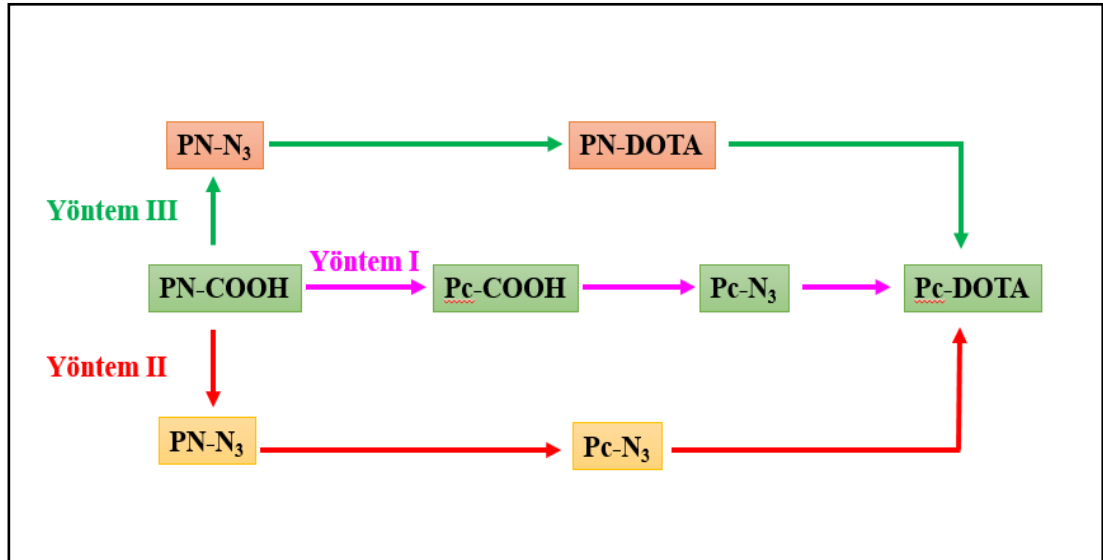 PN-N₃ PN-DOTA
Yöntem III
Yöntem I
PN-COOH Pc-COOH Pc-N₃ Pc-DOTA
Yöntem II
PN-N₃ Pc-N₃